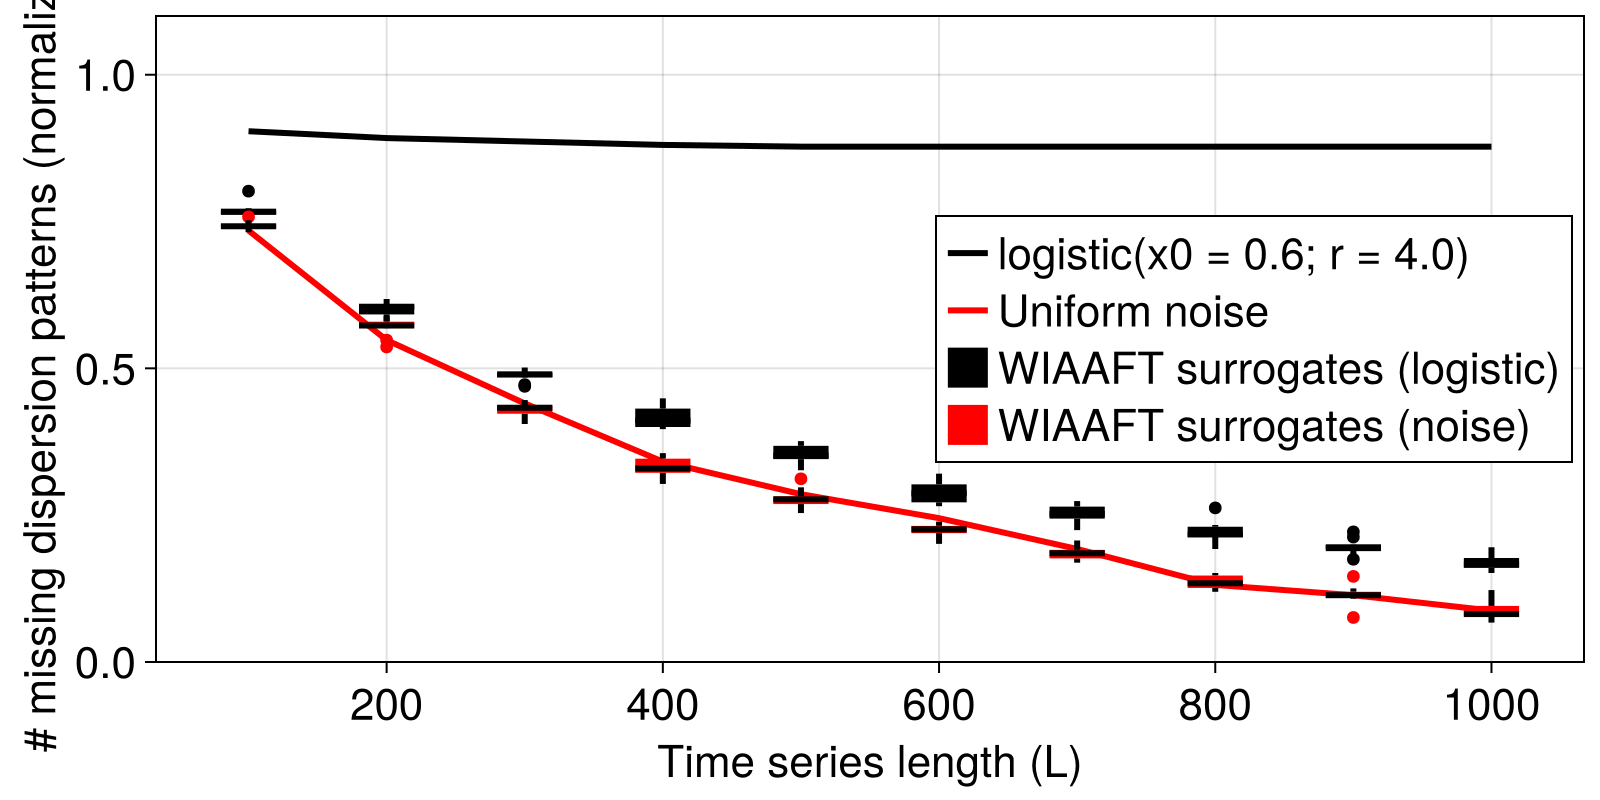 # missing dispersion patterns (normaliz
1.0
0.5
0.0
200 400 600 800 1000
Time series length (L)
logistic(x0 = 0.6; r = 4.0)
Uniform noise
WIAAFT surrogates (logistic)
WIAAFT surrogates (noise)